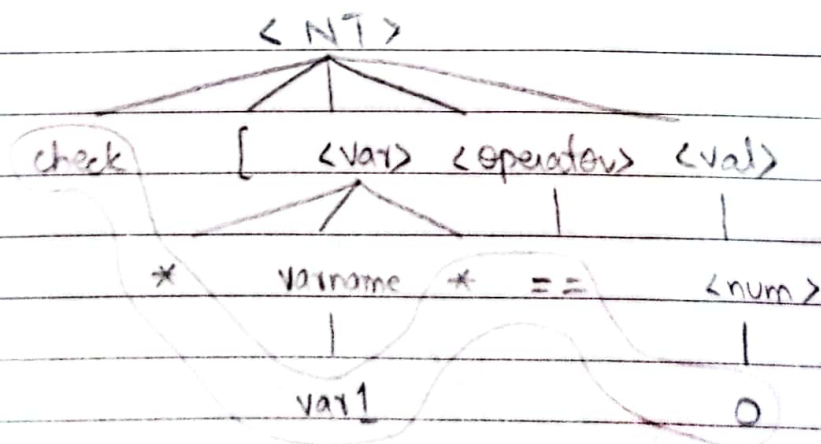 <NT>
check [ <var> <operator> <val>
* varname * == <num>
var1 0